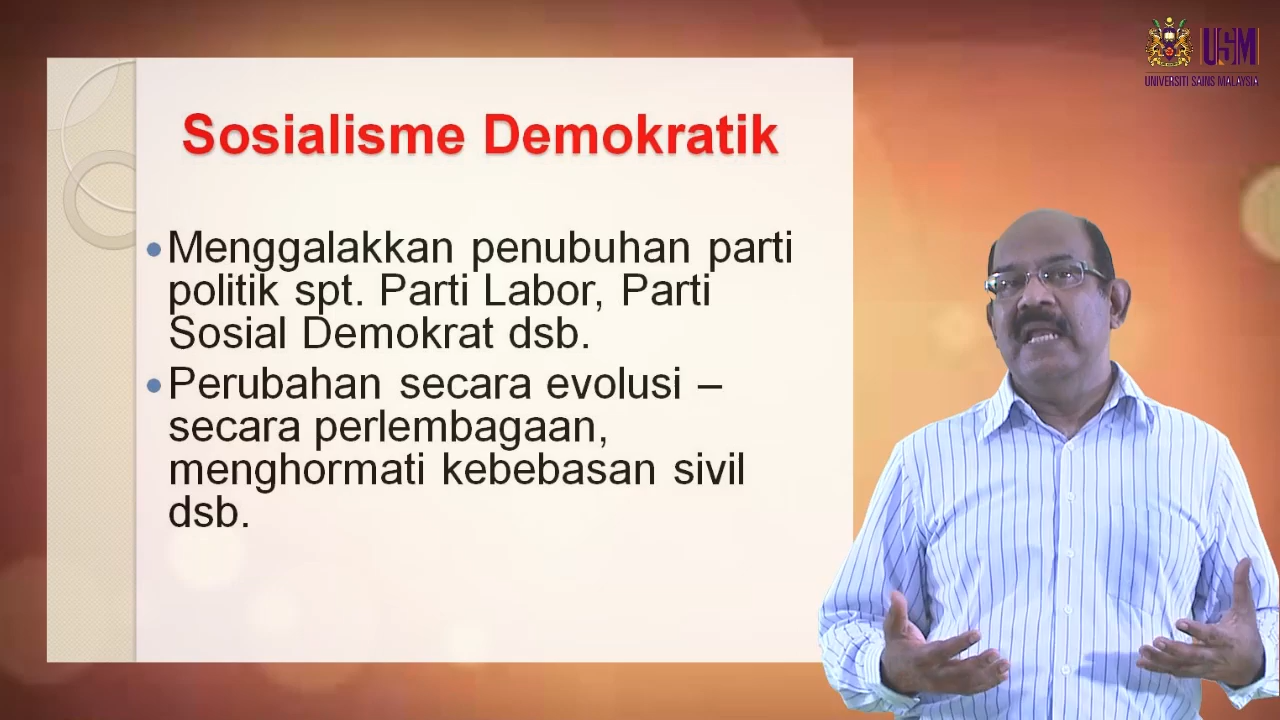 USM
UNIVERSITI SAINS MALAYSIA
Sosialisme Demokratik
Menggalakkan penubuhan parti
politik spt. Parti Labor, Parti
Sosial Demokrat dsb.
Perubahan secara evolusi –
secara perlembagaan,
menghormati kebebasan sivil
dsb.